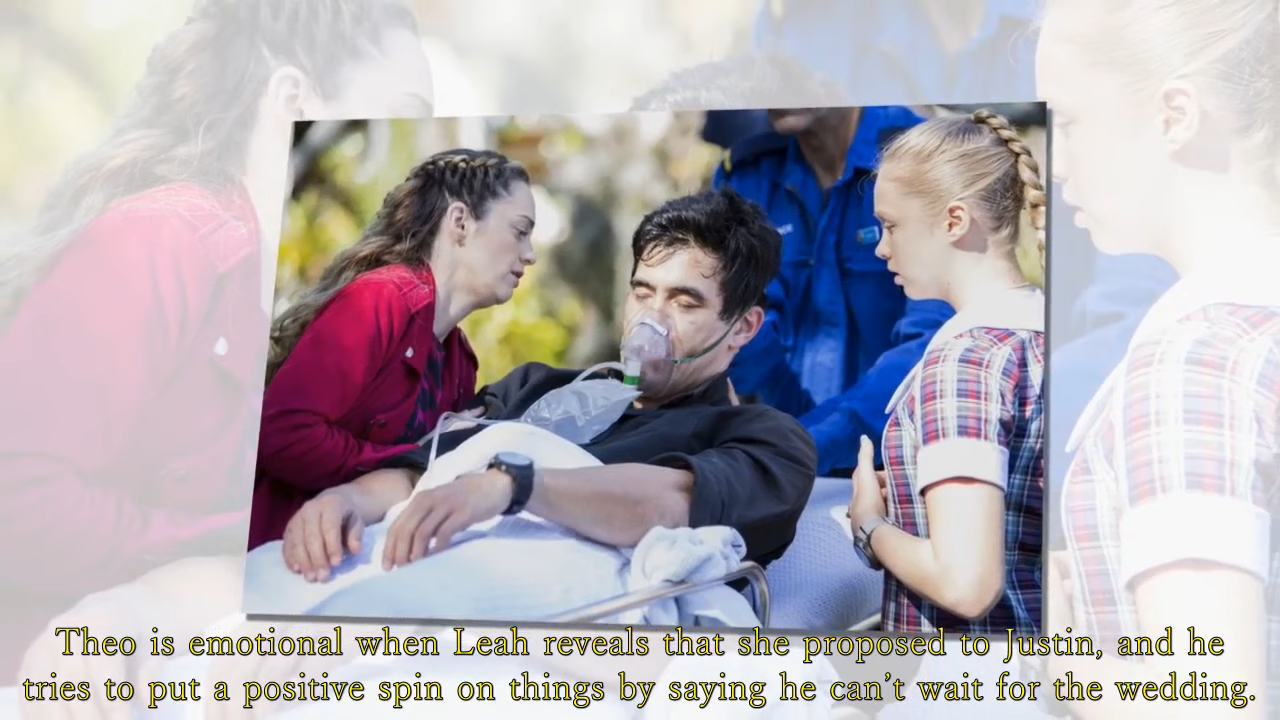 Theo is emotional when Leah reveals that she proposed to Justin, and he
tries to put a positive spin on things by saying he can’t wait for the wedding.